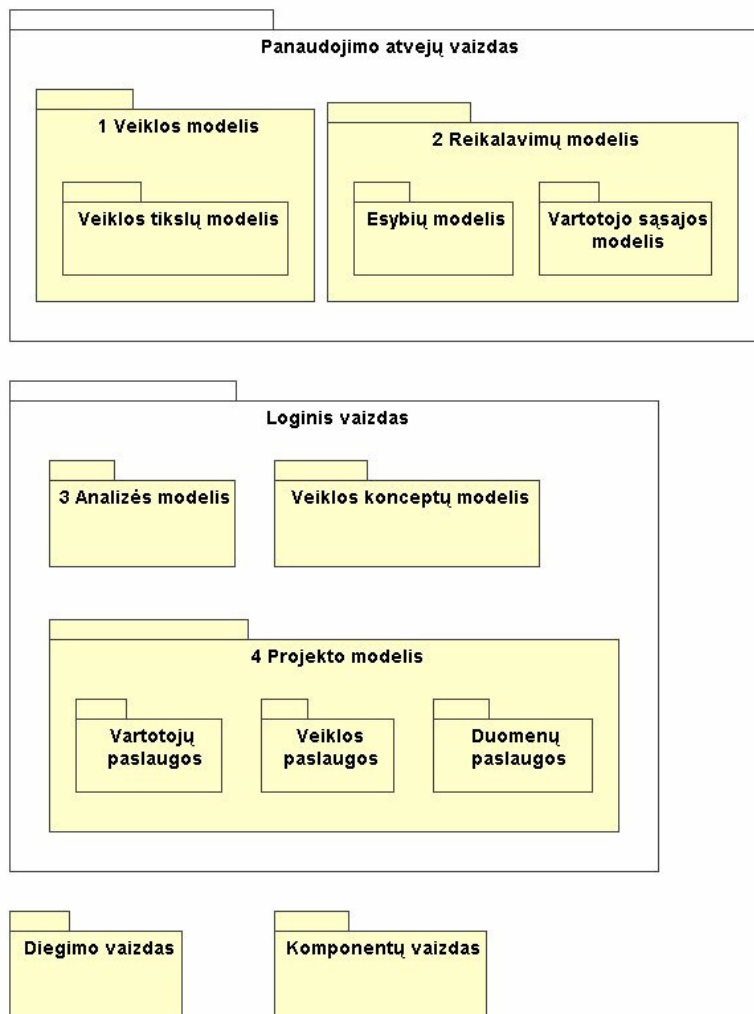 Panaudojimo atvejų vaizdas
1 Veiklos modelis
2 Reikalavimų modelis
Veiklos tikslų modelis
Esybių modelis
Vartotojo sąsajos
modelis
Loginis vaizdas
3 Analizės modelis
Veiklos konceptų modelis
4 Projekto modelis
Vartotojų
paslaugos
Veiklos
paslaugos
Duomenų
paslaugos
Diegimo vaizdas
Komponentų vaizdas